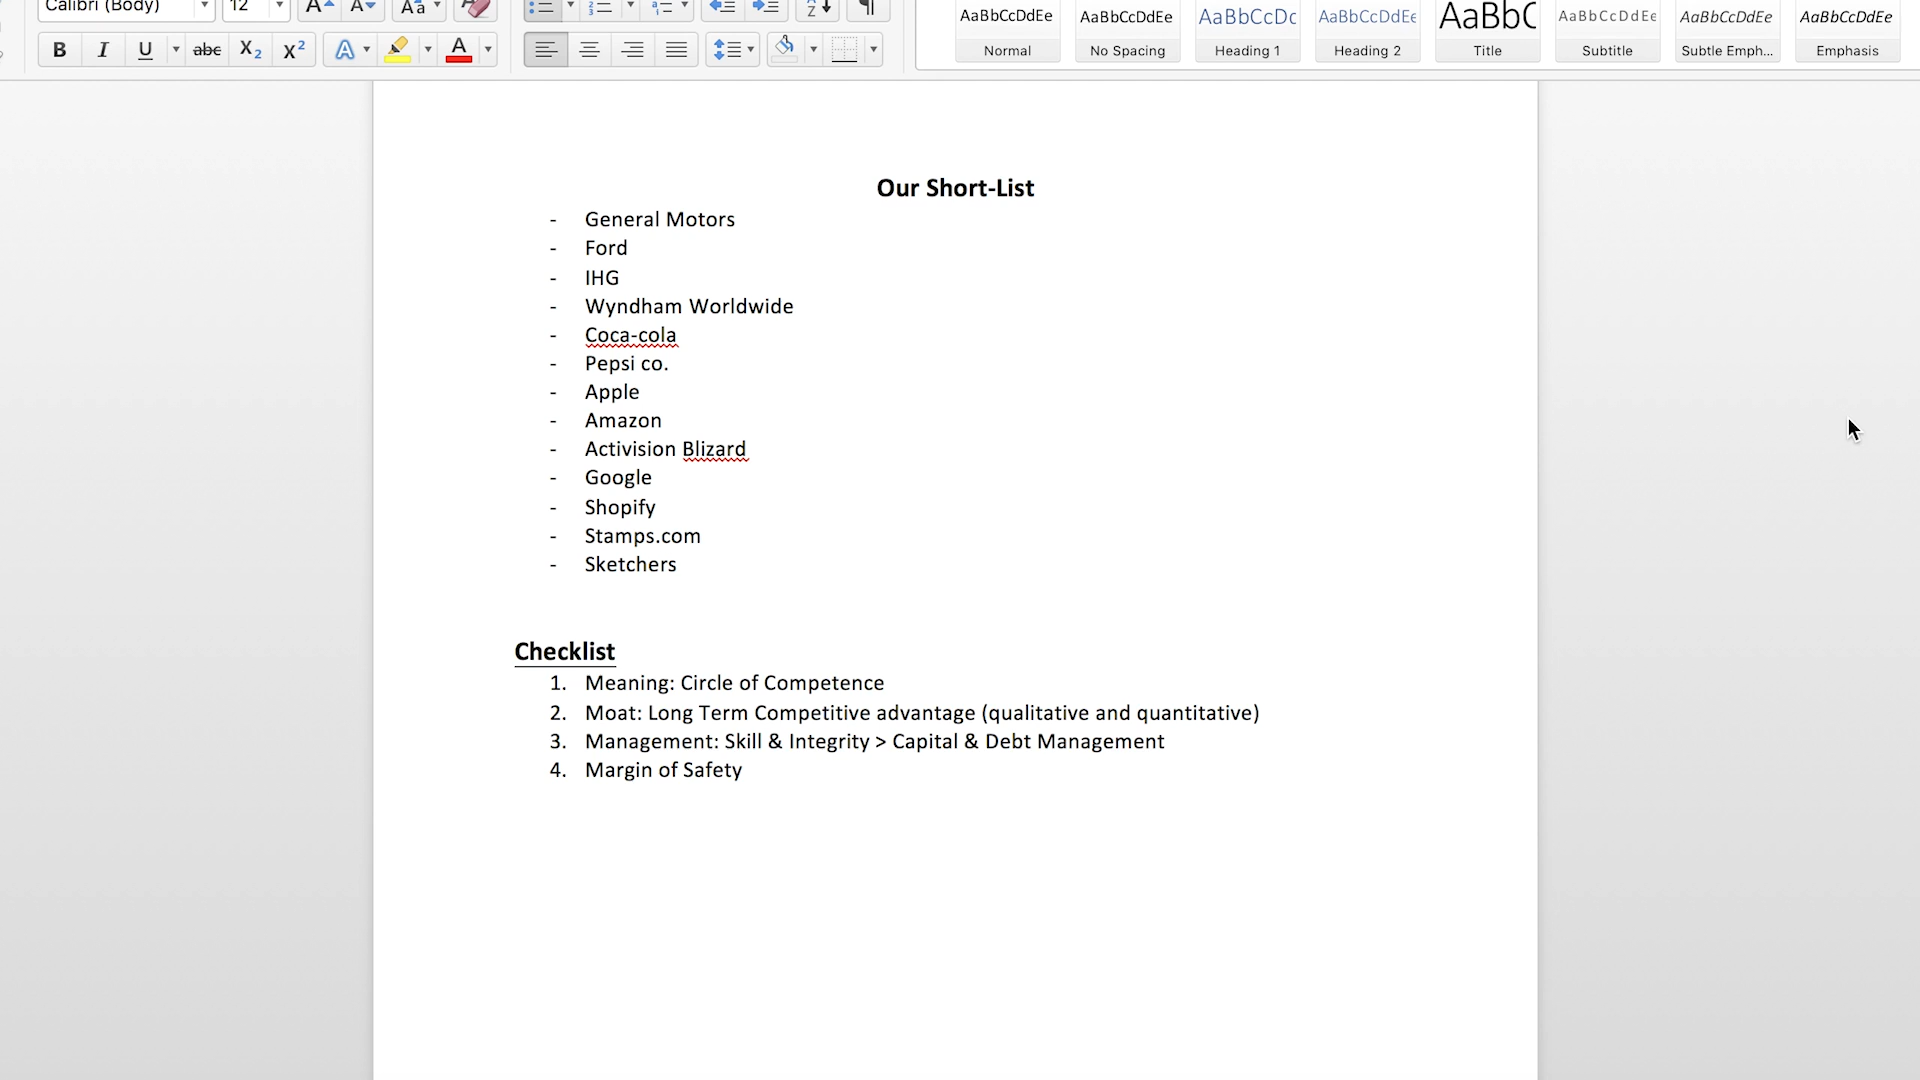 Calibri (Body) 12 A A Aa
B I U abc X2 X2 A A
AaBbCcDdEe AaBbCcDdEe AaBbCcDc AaBbCcDdEe AaBbC AaBbCcDdEe AaBbCcDdEe AaBbCcDdEe
Normal No Spacing Heading 1 Heading 2 Title Subtitle Subtle Emph... Emphasis
Our Short-List
- General Motors
- Ford
- IHG
- Wyndham Worldwide
- Coca-cola
- Pepsi co.
- Apple
- Amazon
- Activision Blizard
- Google
- Shopify
- Stamps.com
- Sketchers
Checklist
1. Meaning: Circle of Competence
2. Moat: Long Term Competitive advantage (qualitative and quantitative)
3. Management: Skill & Integrity > Capital & Debt Management
4. Margin of Safety